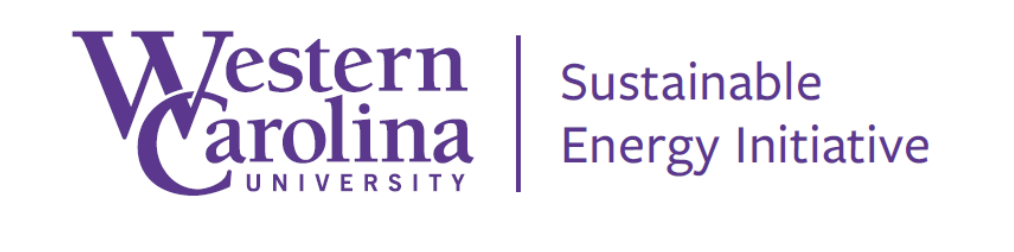 Western
Carolina
UNIVERSITY
Sustainable
Energy Initiative